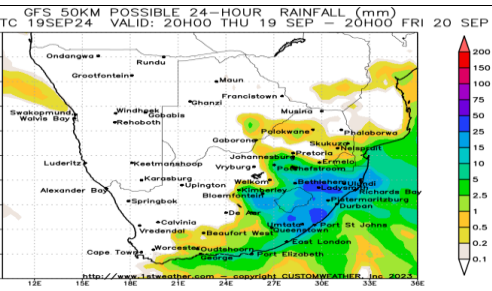 GFS 50KM POSSIBLE 24-HOUR RAINFALL (mm)
TC 19SEP24 VALID: 20H00 THU 19 SEP - 20H00 FRI 20 SEP
Ondangwa
Rundu
Grootfontein
Maun
Francistown
Ghanzi
Swakopmund
Windhoek
Gobabis
Walvis Bay
Rehoboth
Musina
Polokwane
Phalaborwa
Gaborone
Skukuza
Nelspruit
Pretoria
Johannesburg
Ermelo
Luderitz
Keetmanshoop
Vryburg
Potchefstroom
Karasburg
Welkom
Bethlehem
Ulundi
Alexander Bay
Upington
Kimberley
Ladysmith
Richards Bay
Bloemfontein
Springbok
Pietermaritzburg
Durban
De Aar
Calvinia
Umtata
Port St Johns
Vredendal
Beaufort West
Queenstown
East London
Worcester
Oudtshoorn
Cape Town
George
Port Elizabeth
http://www.1stweather.com - copyright CUSTOMWEATHER, Inc 2023
12E 15E 18E 21E 24E 27E 30E 33E 36E
200
150
100
75
50
25
15
10
5
2.5
1
0.5
0.2
0.1